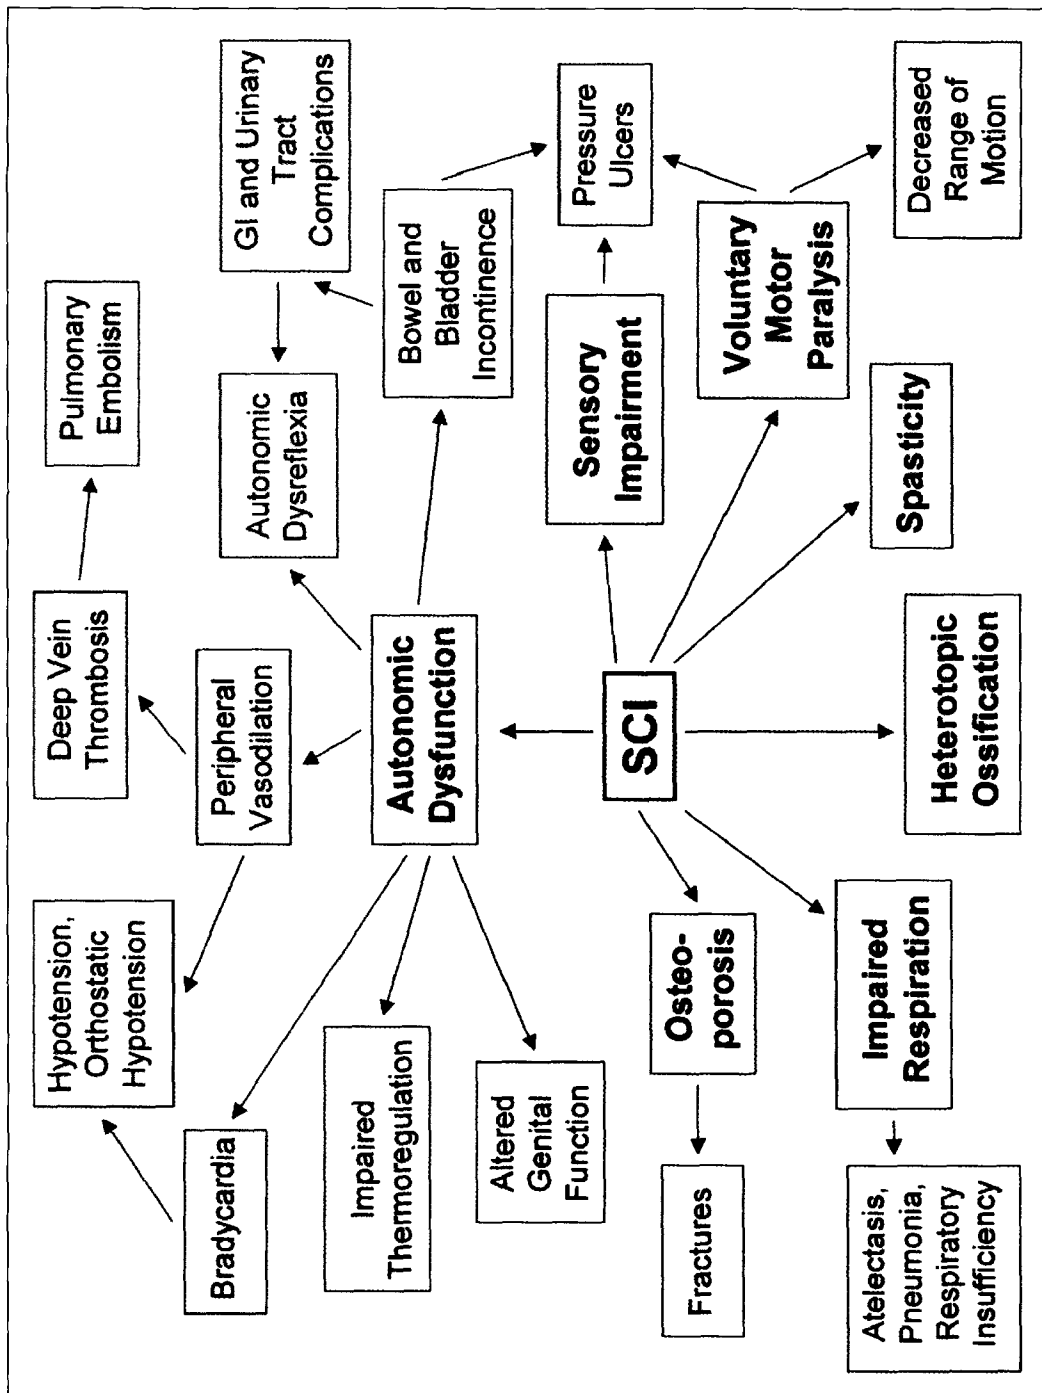 Hypotension,
Orthostatic
Hypotension
Deep Vein
Thrombosis
Pulmonary
Embolism
Bradycardia
Peripheral
Vasodilation
GI and Urinary
Tract
Complications
Impaired
Thermoregulation
Autonomic
Dysreflexia
Autonomic
Dysfunction
Bowel and
Bladder
Incontinence
Altered
Genital
Function
Sensory
Impairment
Pressure
Ulcers
SCI
Fractures
Osteo-
porosis
Voluntary
Motor
Paralysis
Atelectasis,
Pneumonia,
Respiratory
Insufficiency
Impaired
Respiration
Heterotopic
Ossification
Spasticity
Decreased
Range of
Motion